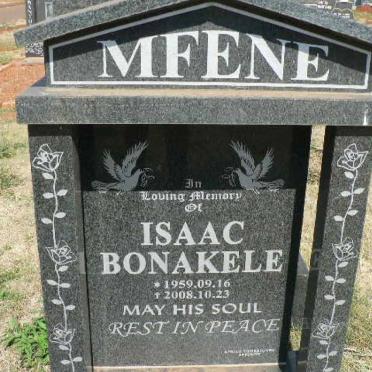 MFENE
In
Loving Memory
Of
ISAAC
BONAKELE
* 1959.09.16
† 2008.10.23
MAY HIS SOUL
REST IN PEACE